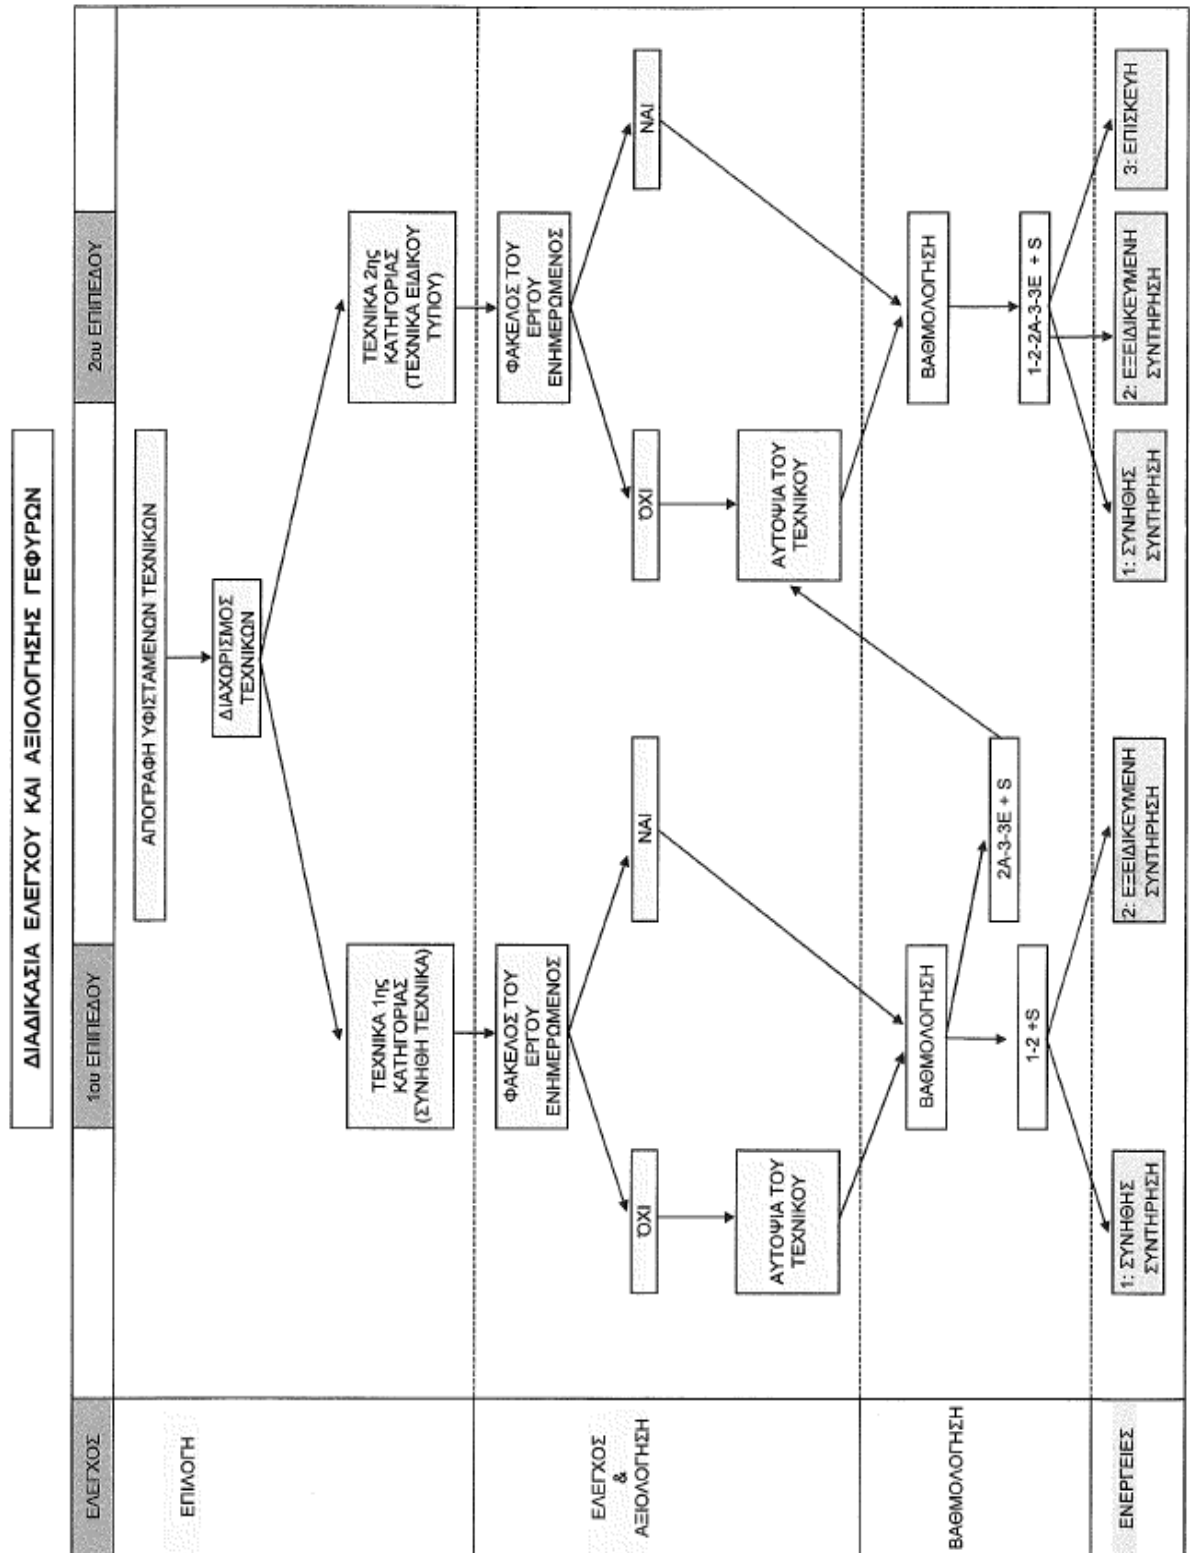 ΔΙΑΔΙΚΑΣΙΑ ΕΛΕΓΧΟΥ ΚΑΙ ΑΞΙΟΛΟΓΗΣΗΣ ΓΕΦΥΡΩΝ
ΕΛΕΓΧΟΣ
1ου ΕΠΙΠΕΔΟΥ
2ου ΕΠΙΠΕΔΟΥ
ΕΠΙΛΟΓΗ
ΑΠΟΓΡΑΦΗ ΥΦΙΣΤΑΜΕΝΩΝ ΤΕΧΝΙΚΩΝ
ΔΙΑΧΩΡΙΣΜΟΣ
ΤΕΧΝΙΚΩΝ
ΤΕΧΝΙΚΑ 1ης
ΚΑΤΗΓΟΡΙΑΣ
(ΣΥΝΗΘΗ ΤΕΧΝΙΚΑ)
ΤΕΧΝΙΚΑ 2ης
ΚΑΤΗΓΟΡΙΑΣ
(ΤΕΧΝΙΚΑ ΕΙΔΙΚΟΥ
ΤΥΠΟΥ)
ΕΛΕΓΧΟΣ
&
ΑΞΙΟΛΟΓΗΣΗ
ΦΑΚΕΛΟΣ ΤΟΥ
ΕΡΓΟΥ
ΕΝΗΜΕΡΩΜΕΝΟΣ
ΦΑΚΕΛΟΣ ΤΟΥ
ΕΡΓΟΥ
ΕΝΗΜΕΡΩΜΕΝΟΣ
ΌΧΙ
ΝΑΙ
ΌΧΙ
ΝΑΙ
ΑΥΤΟΨΙΑ ΤΟΥ
ΤΕΧΝΙΚΟΥ
ΑΥΤΟΨΙΑ ΤΟΥ
ΤΕΧΝΙΚΟΥ
ΒΑΘΜΟΛΟΓΗΣΗ
ΒΑΘΜΟΛΟΓΗΣΗ
ΒΑΘΜΟΛΟΓΗΣΗ
2Α-3-3Ε + S
1-2 +S
1-2-2Α-3-3Ε + S
ΕΝΕΡΓΕΙΕΣ
1: ΣΥΝΗΘΗΣ
ΣΥΝΤΗΡΗΣΗ
2: ΕΞΕΙΔΙΚΕΥΜΕΝΗ
ΣΥΝΤΗΡΗΣΗ
1: ΣΥΝΗΘΗΣ
ΣΥΝΤΗΡΗΣΗ
2: ΕΞΕΙΔΙΚΕΥΜΕΝΗ
ΣΥΝΤΗΡΗΣΗ
3: ΕΠΙΣΚΕΥΗ